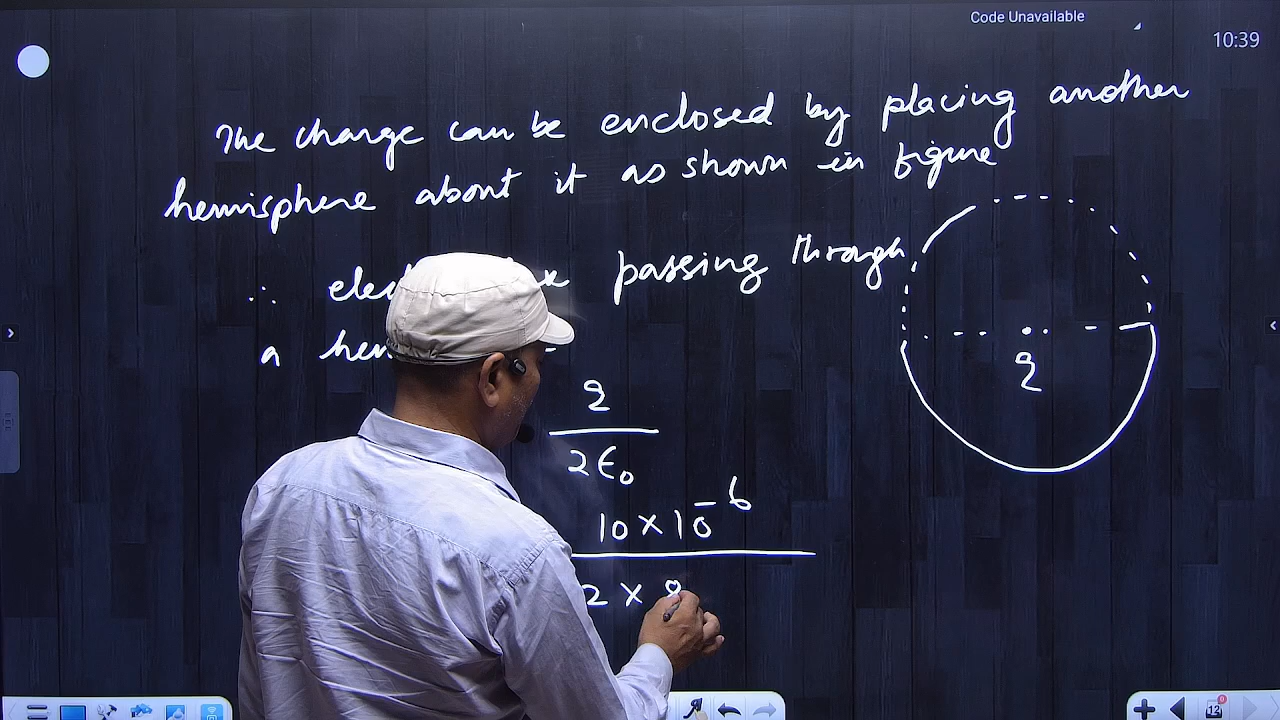 Code Unavailable
10:39
The charge can be enclosed by placing another
hemisphere about it as shown in figure
∴ passing through
a
q
q
2ϵ₀
10 × 10⁻⁶
2 × 8
12